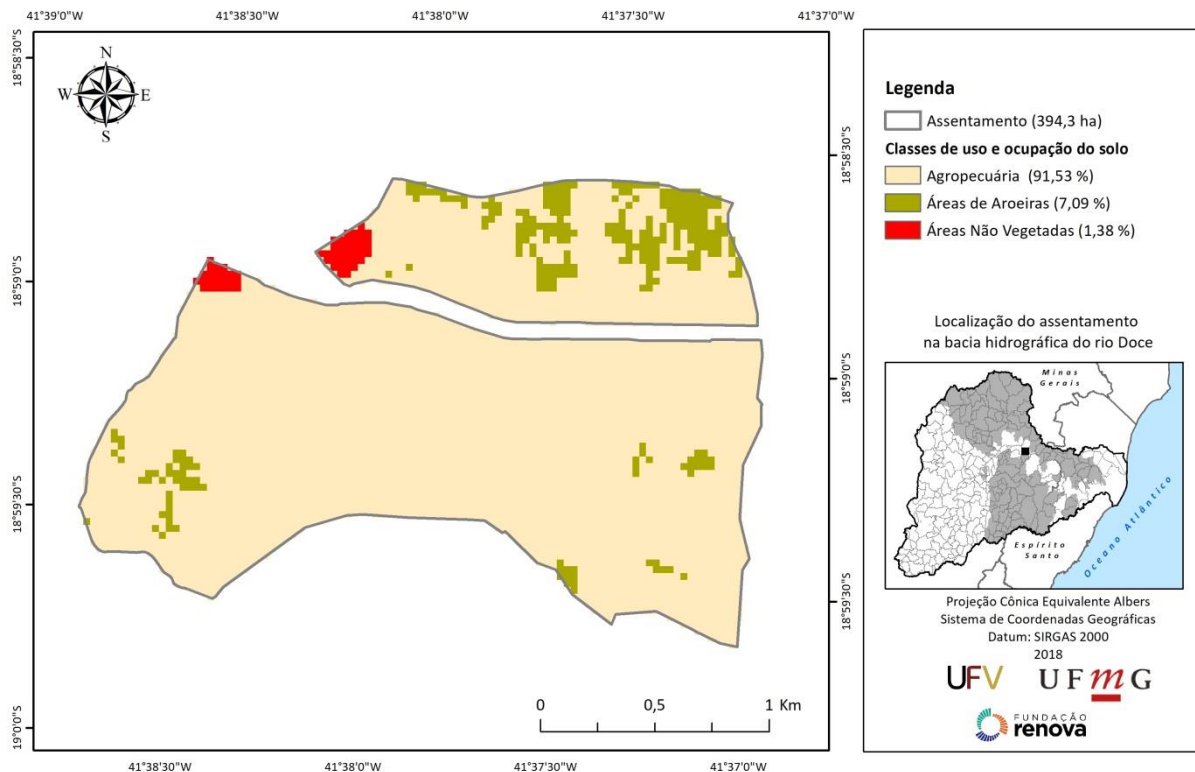 41°39'0"W 41°38'30"W 41°38'0"W 41°37'30"W 41°37'0"W
18°58'30"S
18°59'0"S
18°59'30"S
19°0'0"S
N
W E
S
0 0,5 1 Km
18°58'30"S
18°59'0"S
18°59'30"S
41°38'30"W 41°38'0"W 41°37'30"W 41°37'0"W
Legenda
Assentamento (394,3 ha)
Classes de uso e ocupação do solo
Agropecuária (91,53 %)
Áreas de Aroeiras (7,09 %)
Áreas Não Vegetadas (1,38 %)
Localização do assentamento
na bacia hidrográfica do rio Doce
Minas
Gerais
Espírito
Santo
Oceano Atlântico
Projeção Cônica Equivalente Albers
Sistema de Coordenadas Geográficas
Datum: SIRGAS 2000
2018
UFV UFmG
FUNDAÇÃO
renova